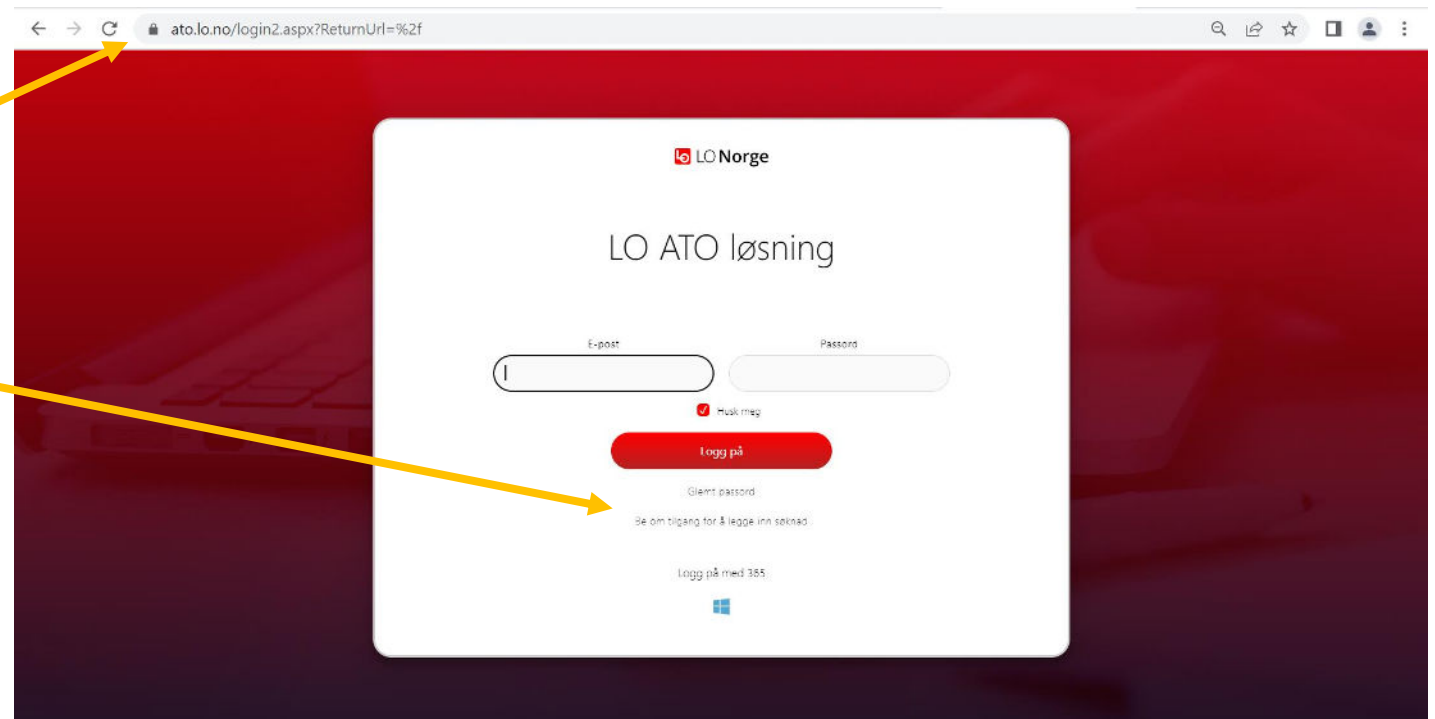 ato.lo.no/login2.aspx?ReturnUrl=%2f
LO Norge
LO ATO løsning
E-post
Passord
Husk meg
Logg på
Glemt passord
Be om tilgang for å legge inn søknad
Logg på med 365